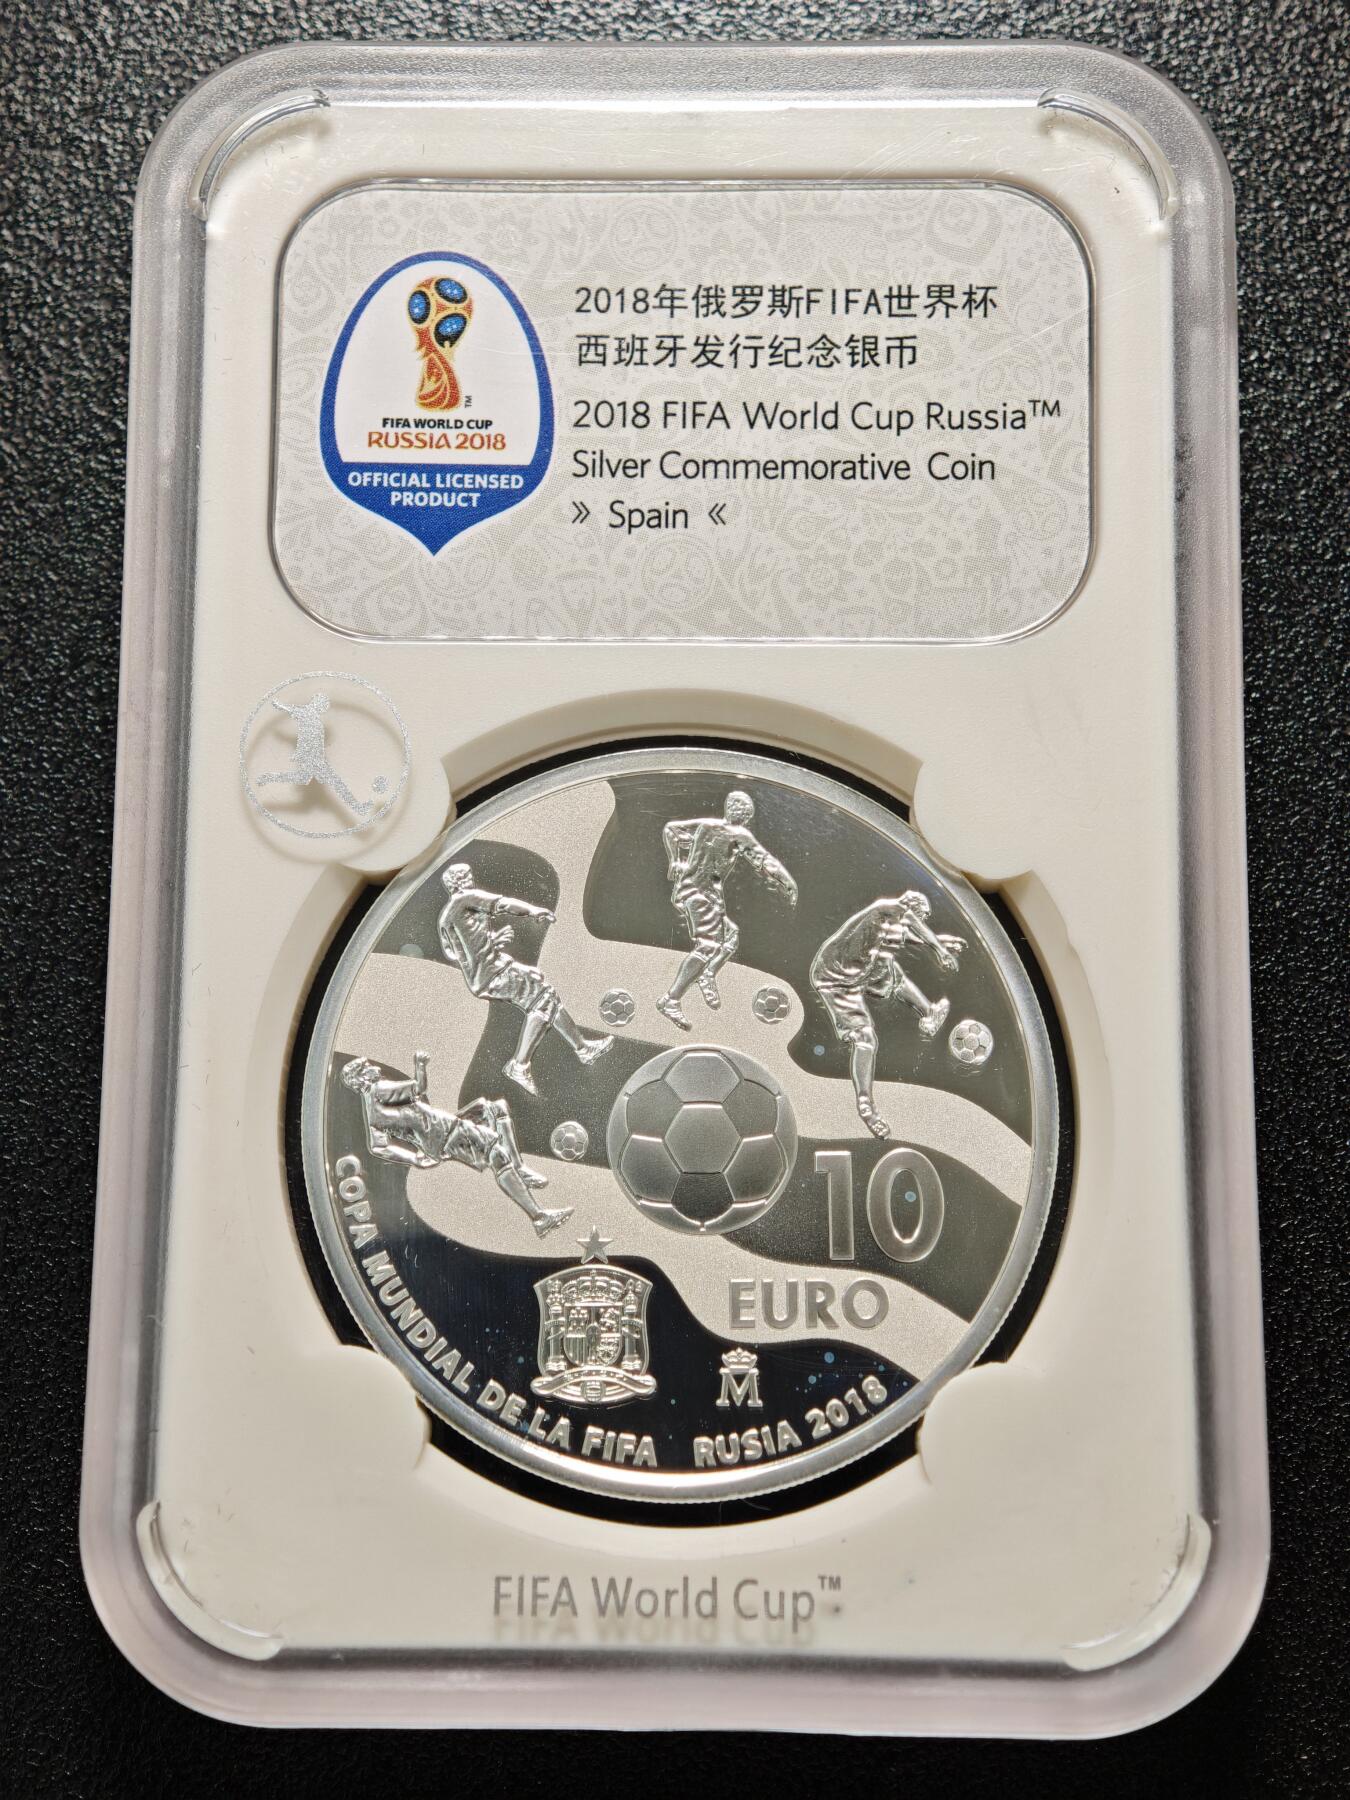 2018年俄罗斯FIFA世界杯
西班牙发行纪念银币
2018 FIFA World Cup Russia™
Silver Commemorative Coin
» Spain «
TM
FIFA WORLD CUP
RUSSIA 2018
OFFICIAL LICENSED
PRODUCT
10
EURO
M
COPA MUNDIAL DE LA FIFA RUSIA 2018
FIFA World Cup™